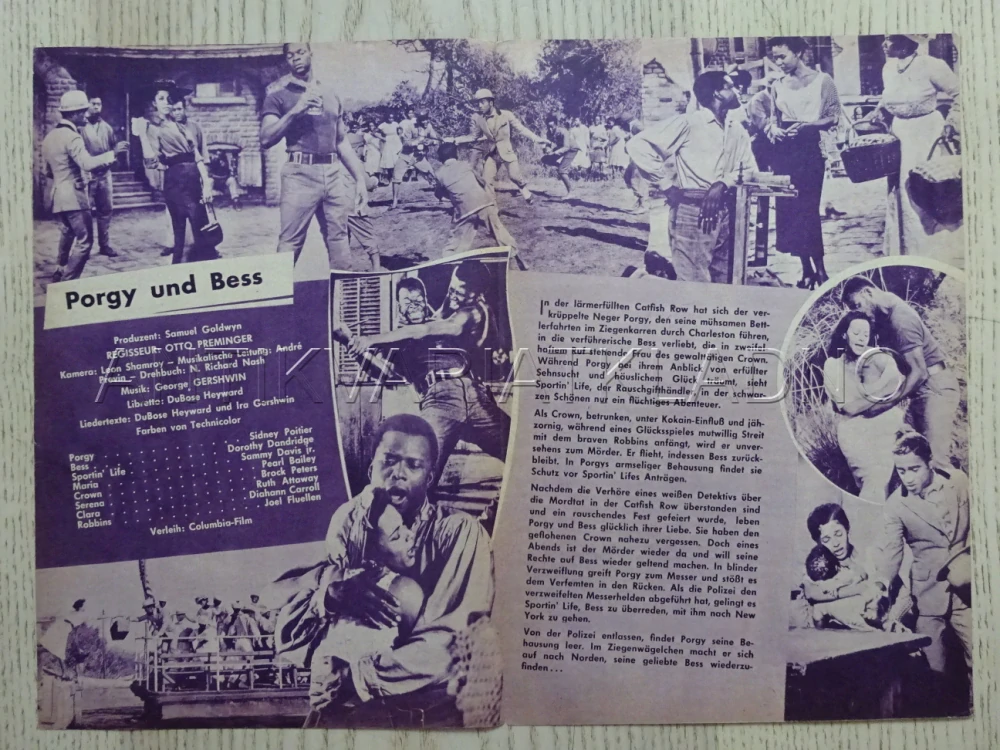 Porgy und Bess
Produzent: Samuel Goldwyn
REGISSEUR: OTTO PREMINGER
Kamera: Leon Shamroy – Musikalische Leitung: André
Previn – Drehbuch: N. Richard Nash
Musik: George GERSHWIN
Libretto: DuBose Heyward
Liedertexte: DuBose Heyward und Ira Gershwin
Farben von Technicolor
Porgy . . . . . . . . Sidney Poitier
Bess . . . . . . . . Dorothy Dandridge
Sportin' Life . . . . . . . . Sammy Davis jr.
Maria . . . . . . . . Pearl Bailey
Crown . . . . . . . . Brock Peters
Serena . . . . . . . . Ruth Attaway
Clara . . . . . . . . Diahann Carroll
Robbins . . . . . . . . Joel Fluellen
Verleih: Columbia-Film
In der lärmerfüllten Catfish Row hat sich der ver-
krüppelte Neger Porgy, den seine mühsamen Bett-
lerfahrten im Ziegenkarren durch Charleston führen,
in die verführerische Bess verliebt, die in zweifel-
haftem Ruf stehende Frau des gewalttätigen Crown.
Während Porgy bei ihrem Anblick von erfüllter
Sehnsucht und häuslichem Glück träumt, sieht
Sportin' Life, der Rauschgifthändler, in der schwar-
zen Schönen nur ein flüchtiges Abenteuer.
Als Crown, betrunken, unter Kokain-Einfluß und jäh-
zornig, während eines Glücksspieles mutwillig Streit
mit dem braven Robbins anfängt, wird er unver-
sehens zum Mörder. Er flieht, indessen Bess zurück-
bleibt. In Porgys armseliger Behausung findet sie
Schutz vor Sportin' Lifes Anträgen.
Nachdem die Verhöre eines weißen Detektivs über
die Mordtat in der Catfish Row überstanden sind
und ein rauschendes Fest gefeiert wurde, leben
Porgy und Bess glücklich ihrer Liebe. Sie haben den
geflohenen Crown nahezu vergessen. Doch eines
Abends ist der Mörder wieder da und will seine
Rechte auf Bess wieder geltend machen. In blinder
Verzweiflung greift Porgy zum Messer und stößt es
dem Verfemten in den Rücken. Als die Polizei den
verzweifelten Messerhelden abgeführt hat, gelingt es
Sportin' Life, Bess zu überreden, mit ihm nach New
York zu gehen.
Von der Polizei entlassen, findet Porgy seine Be-
hausung leer. Im Ziegenwägelchen macht er sich
auf nach Norden, seine geliebte Bess wiederzu-
finden . . .